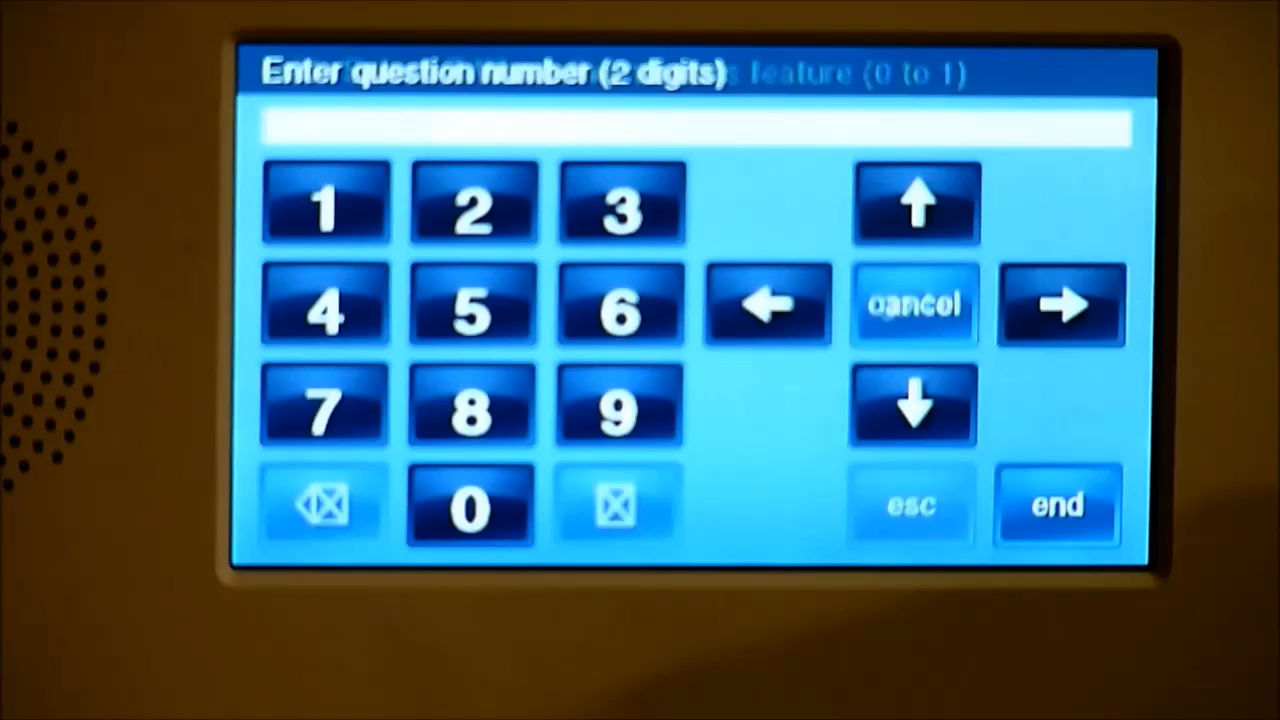 Enter question number (2 digits) feature (0 to 1)
1 2 3
4 5 6 cancel
7 8 9
0 esc end